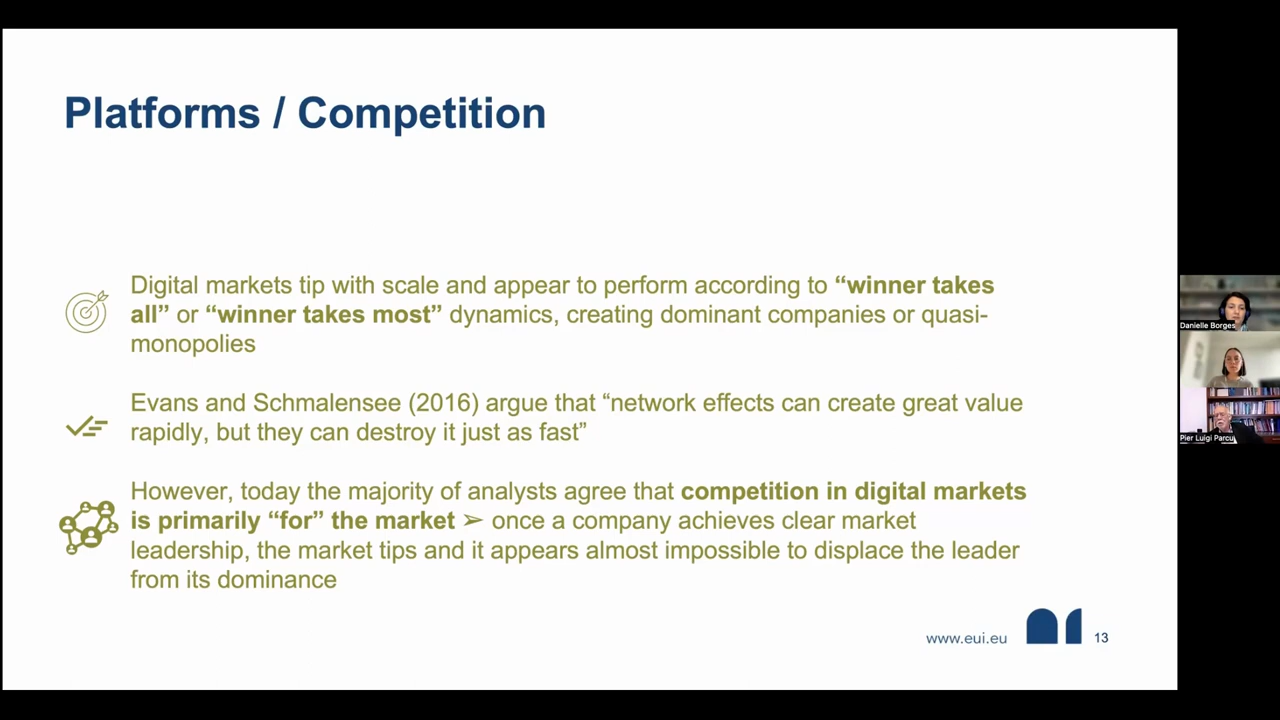 Platforms / Competition
Digital markets tip with scale and appear to perform according to “winner takes
all” or “winner takes most” dynamics, creating dominant companies or quasi-
monopolies
Evans and Schmalensee (2016) argue that “network effects can create great value
rapidly, but they can destroy it just as fast”
However, today the majority of analysts agree that competition in digital markets
is primarily “for” the market ➢ once a company achieves clear market
leadership, the market tips and it appears almost impossible to displace the leader
from its dominance
www.eui.eu
13
Danielle Borges
Pier Luigi Parcu